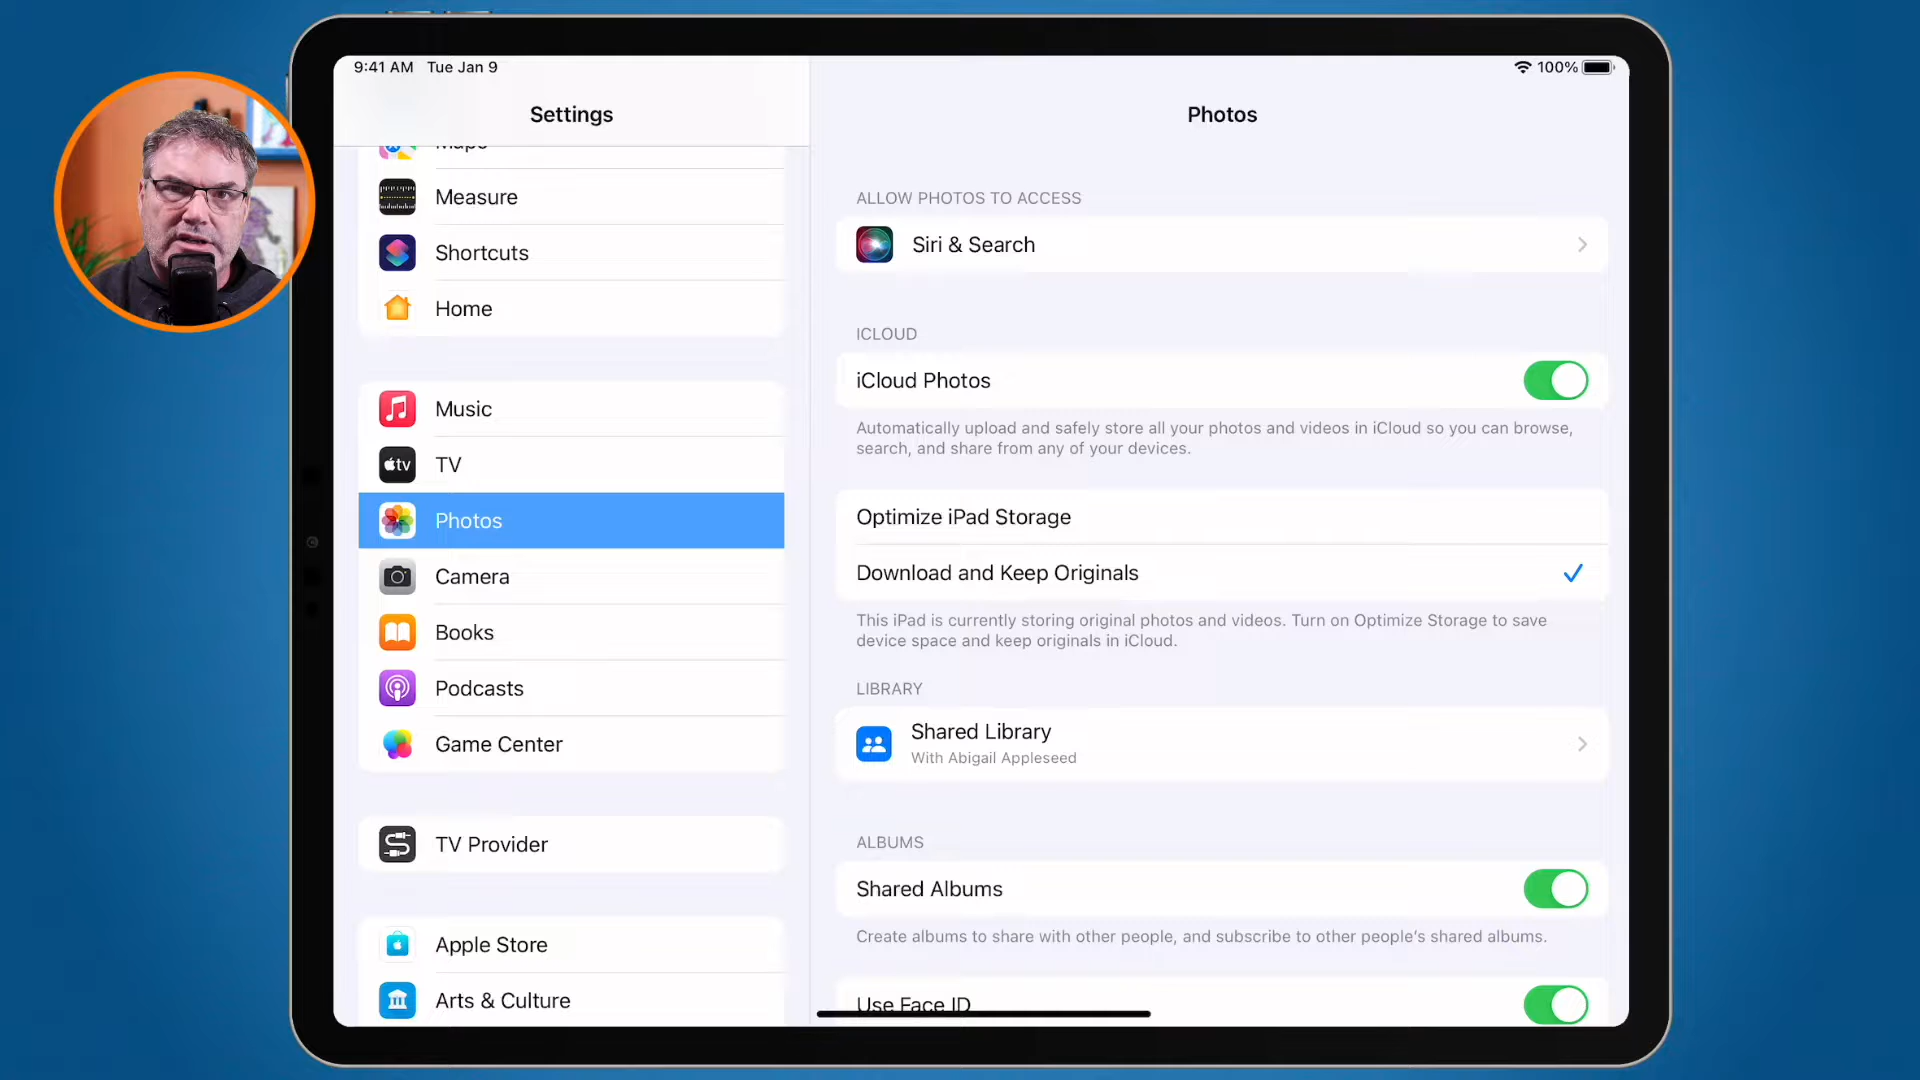 9:41 AM Tue Jan 9
100%
Settings
Maps
Measure
Shortcuts
Home
Music
tv
TV
Photos
Camera
Books
Podcasts
Game Center
TV Provider
Apple Store
Arts & Culture
Photos
ALLOW PHOTOS TO ACCESS
Siri & Search
ICLOUD
iCloud Photos
Automatically upload and safely store all your photos and videos in iCloud so you can browse,
search, and share from any of your devices.
Optimize iPad Storage
Download and Keep Originals
This iPad is currently storing original photos and videos. Turn on Optimize Storage to save
device space and keep originals in iCloud.
LIBRARY
Shared Library
With Abigail Appleseed
ALBUMS
Shared Albums
Create albums to share with other people, and subscribe to other people's shared albums.
Use Face ID